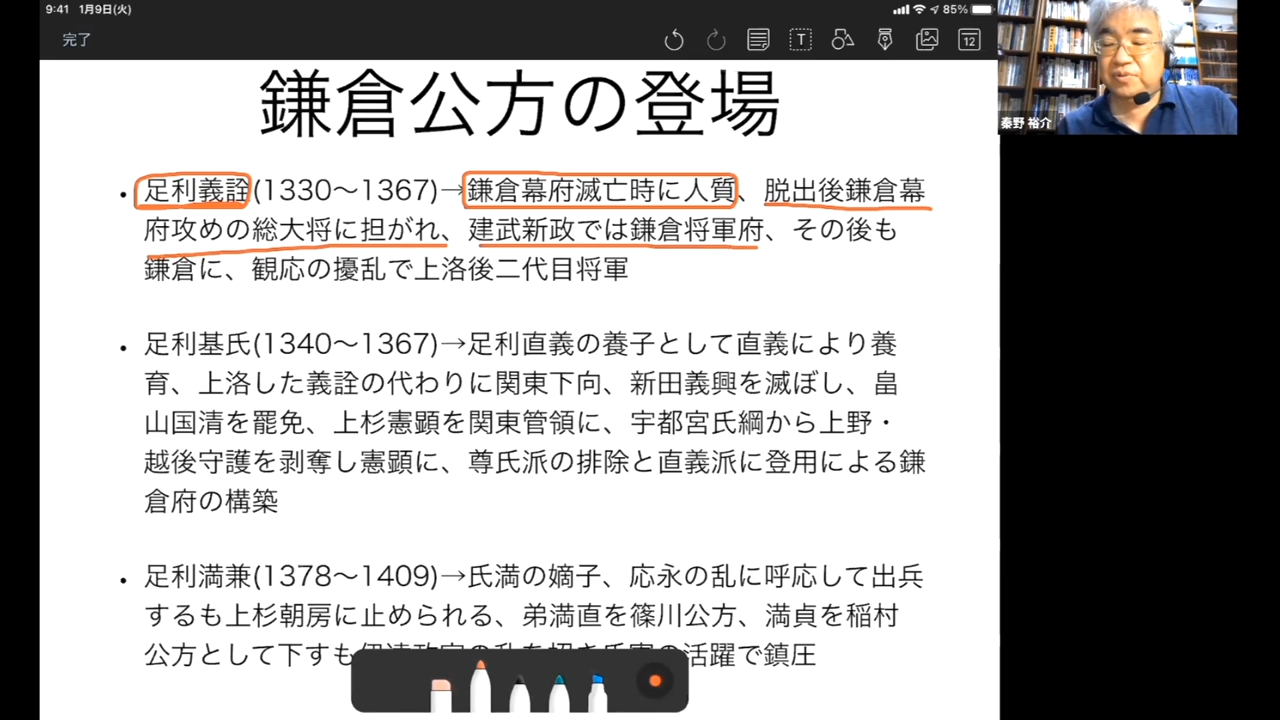 9:41 1月9日(火)
85%
完了
T
12
鎌倉公方の登場
秦野 裕介
• 足利義詮(1330〜1367)→鎌倉幕府滅亡時に人質、脱出後鎌倉幕
府攻めの総大将に担がれ、建武新政では鎌倉将軍府、その後も
鎌倉に、観応の擾乱で上洛後二代目将軍
• 足利基氏(1340〜1367)→足利直義の養子として直義により養
育、上洛した義詮の代わりに関東下向、新田義興を滅ぼし、畠
山国清を罷免、上杉憲顕を関東管領に、宇都宮氏綱から上野・
越後守護を剥奪し憲顕に、尊氏派の排除と直義派に登用による鎌
倉府の構築
• 足利満兼(1378〜1409)→氏満の嫡子、応永の乱に呼応して出兵
するも上杉朝房に止められる、弟満直を篠川公方、満貞を稲村
公方として下すも 活躍で鎮圧